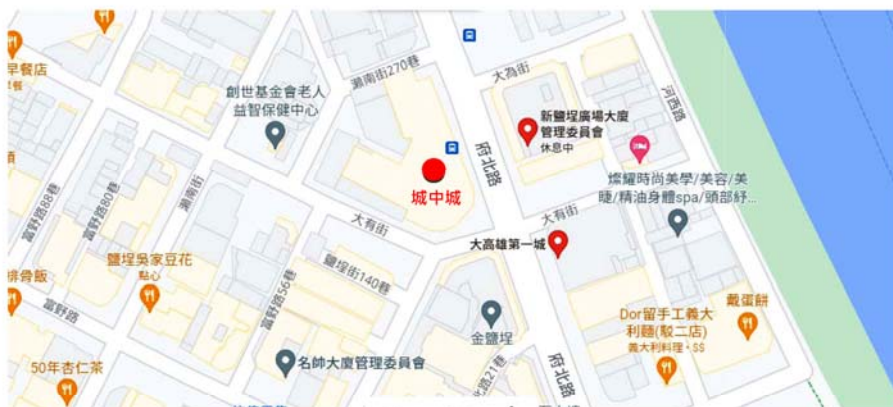 早餐店
早餐
瀨南街270巷
創世基金會老人
益智保健中心
大為街
河西路
新鹽埕廣場大廈
管理委員會
休息中
府北路
城中城
燦耀時尚美學/美容/美
睫/精油身體spa/頭部紓...
富野路88巷
富野路80巷
瀨南街
大有街
大有街
大高雄第一城
鹽埕街140巷
鹽埕吳家豆花
點心
排骨飯
富野路
富野路56巷
金鹽埕
Dor留手工義大
利麵(駁二店)
義大利料理・SS
戴蛋餅
50年杏仁茶
名帥大廈管理委員會
府北路